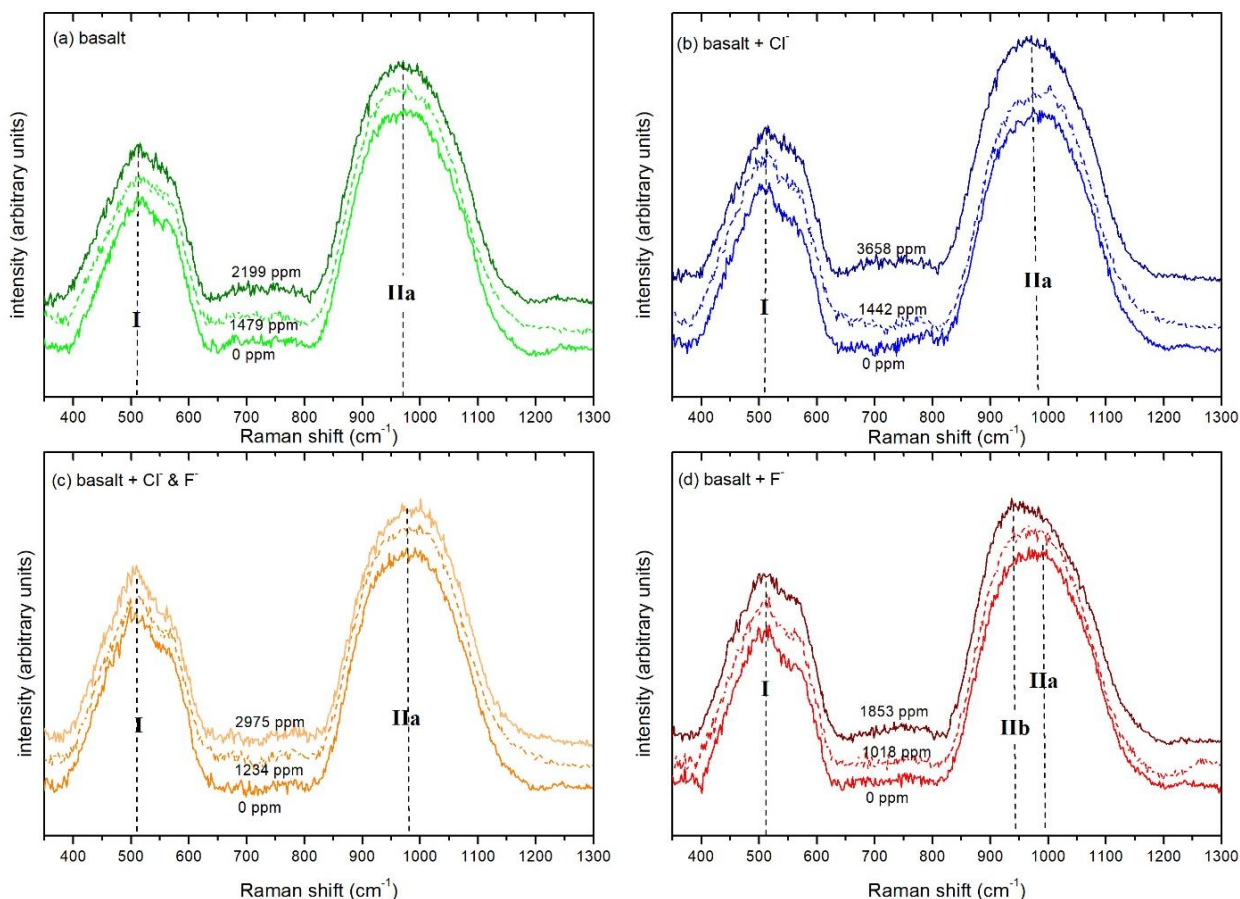 (a) basalt
intensity (arbitrary units)
2199 ppm
1479 ppm
0 ppm
I
IIa
400 500 600 700 800 900 1000 1100 1200 1300
Raman shift (cm⁻¹)
(b) basalt + Cl⁻
intensity (arbitrary units)
3658 ppm
1442 ppm
0 ppm
I
IIa
400 500 600 700 800 900 1000 1100 1200 1300
Raman shift (cm⁻¹)
(c) basalt + Cl⁻ & F⁻
intensity (arbitrary units)
2975 ppm
1234 ppm
0 ppm
I
IIa
400 500 600 700 800 900 1000 1100 1200 1300
Raman shift (cm⁻¹)
(d) basalt + F⁻
intensity (arbitrary units)
1853 ppm
1018 ppm
0 ppm
I
IIa
IIb
400 500 600 700 800 900 1000 1100 1200 1300
Raman shift (cm⁻¹)